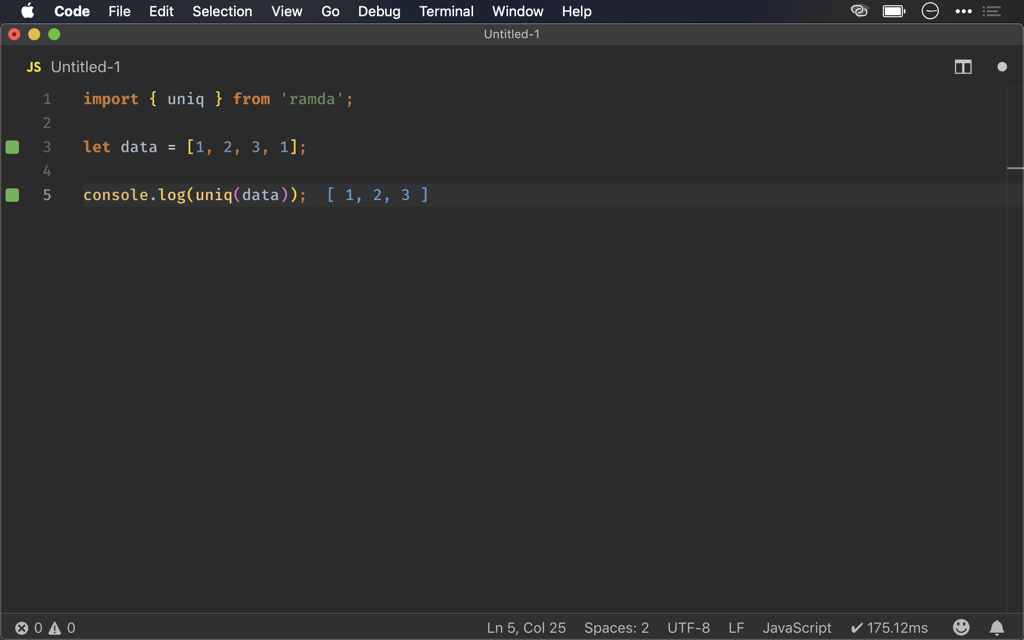 Code File Edit Selection View Go Debug Terminal Window Help
Untitled-1
JS Untitled-1
1 import { uniq } from 'ramda';
2
3 let data = [1, 2, 3, 1];
4
5 console.log(uniq(data)); [ 1, 2, 3 ]
0 0 Ln 5, Col 25 Spaces: 2 UTF-8 LF JavaScript ✔ 175.12ms